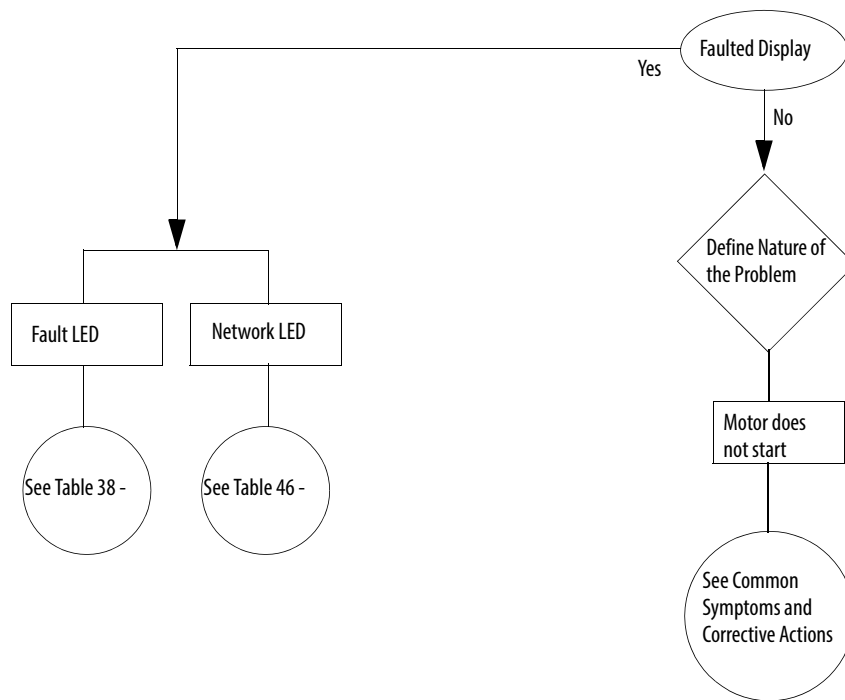 Faulted Display
Yes
No
Define Nature of
the Problem
Fault LED
Network LED
Motor does
not start
See Table 38 -
See Table 46 -
See Common
Symptoms and
Corrective Actions